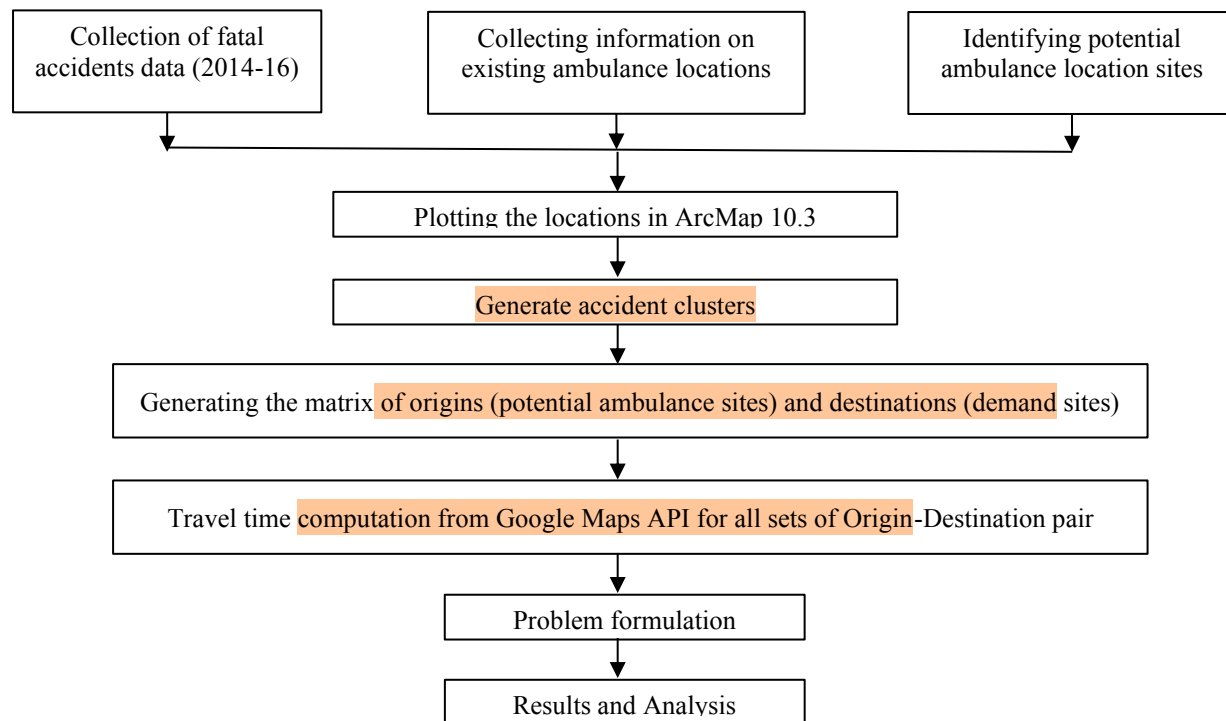 Collection of fatal
accidents data (2014-16)
Collecting information on
existing ambulance locations
Identifying potential
ambulance location sites
Plotting the locations in ArcMap 10.3
Generate accident clusters
Generating the matrix of origins (potential ambulance sites) and destinations (demand sites)
Travel time computation from Google Maps API for all sets of Origin-Destination pair
Problem formulation
Results and Analysis